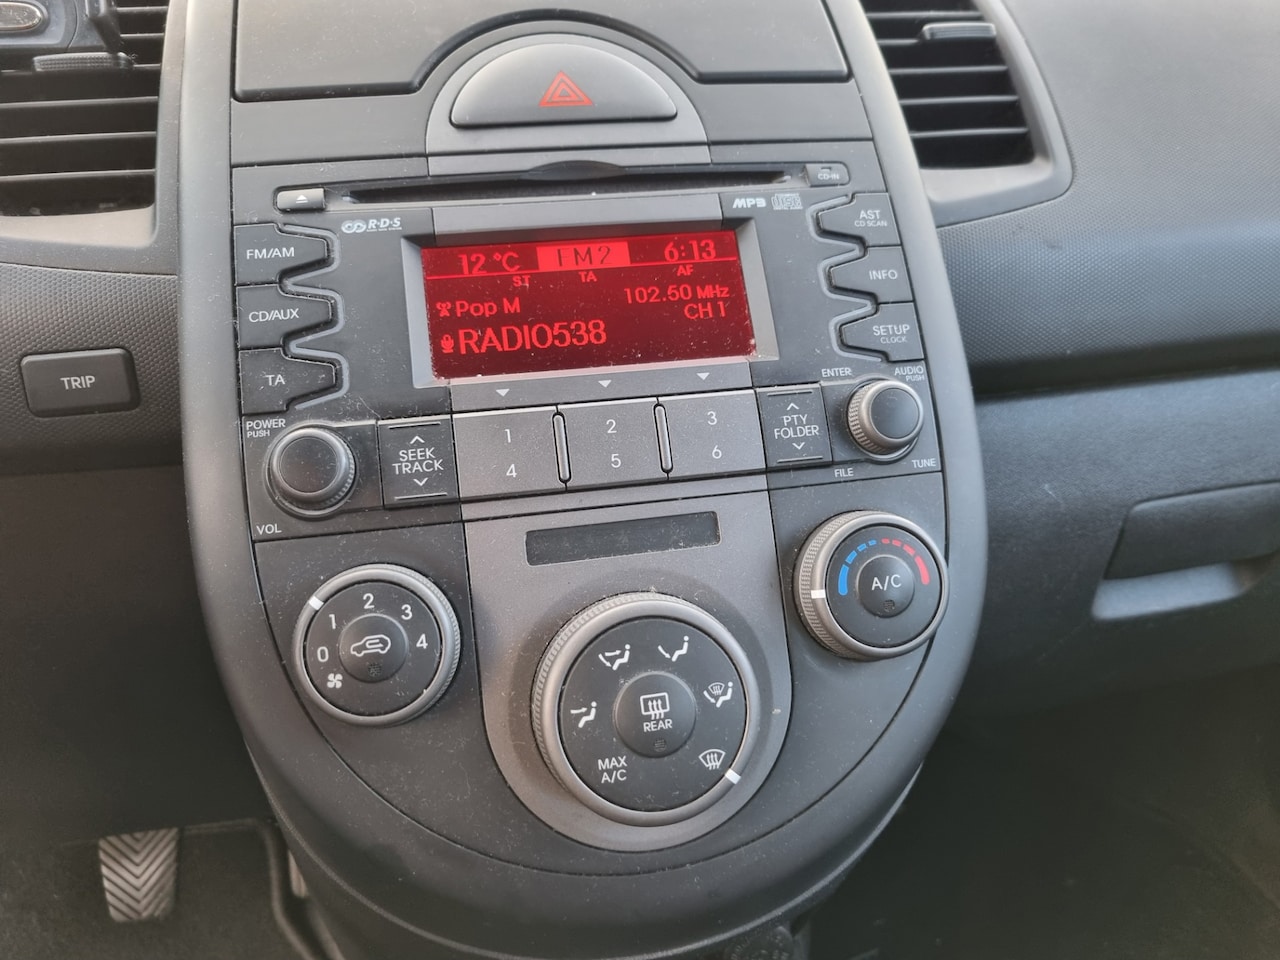 CD-IN
R·D·S
MP3
AST
CD SCAN
FM/AM
12 °C FM2 6:13
ST TA AF
INFO
Pop M 102.50 MHz
CD/AUX
CH 1
RADIO538
SETUP
CLOCK
TA
TRIP
ENTER
AUDIO
PUSH
POWER
PUSH
SEEK
TRACK
1 2 3
4 5 6
PTY
FOLDER
FILE
TUNE
VOL
0 1 2 3 4
A/C
REAR
MAX
A/C